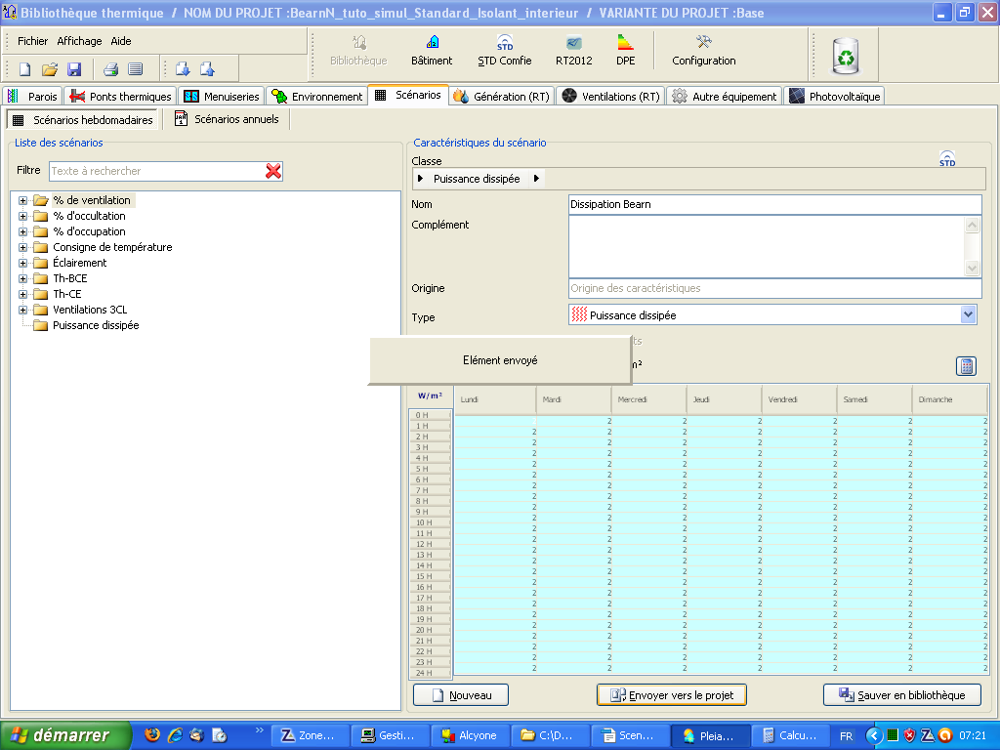 Bibliothèque thermique / NOM DU PROJET :BearnN_tuto_simul_Standard_Isolant_interieur / VARIANTE DU PROJET :Base
Fichier Affichage Aide
Bibliothèque Bâtiment STD STD Comfie RT2012 DPE Configuration
Parois Ponts thermiques Menuiseries Environnement Scénarios Génération (RT) Ventilations (RT) Autre équipement Photovoltaïque
Scénarios hebdomadaires Scénarios annuels
Liste des scénarios
Filtre Texte à rechercher
% de ventilation
% d'occultation
% d'occupation
Consigne de température
Éclairement
Th-BCE
Th-CE
Ventilations 3CL
Puissance dissipée
Caractéristiques du scénario
Classe STD
Puissance dissipée
Nom Dissipation Bearn
Complément
Origine Origine des caractéristiques
Type Puissance dissipée
Elément envoyé
W/m² Lundi Mardi Mercredi Jeudi Vendredi Samedi Dimanche
0 H 2 2 2 2 2 2
1 H 2 2 2 2 2 2 2
2 H 2 2 2 2 2 2 2
3 H 2 2 2 2 2 2 2
4 H 2 2 2 2 2 2 2
5 H 2 2 2 2 2 2 2
6 H 2 2 2 2 2 2 2
7 H 2 2 2 2 2 2 2
8 H 2 2 2 2 2 2 2
9 H 2 2 2 2 2 2 2
10 H 2 2 2 2 2 2 2
11 H 2 2 2 2 2 2 2
12 H 2 2 2 2 2 2 2
13 H 2 2 2 2 2 2 2
14 H 2 2 2 2 2 2 2
15 H 2 2 2 2 2 2 2
16 H 2 2 2 2 2 2 2
17 H 2 2 2 2 2 2 2
18 H 2 2 2 2 2 2 2
19 H 2 2 2 2 2 2 2
20 H 2 2 2 2 2 2 2
21 H 2 2 2 2 2 2 2
22 H 2 2 2 2 2 2 2
23 H 2 2 2 2 2 2 2
24 H
Nouveau Envoyer vers le projet Sauver en bibliothèque
démarrer Zone... Gesti... Alcyone C:\D... Scen... Pleia... Calcu... FR 07:21